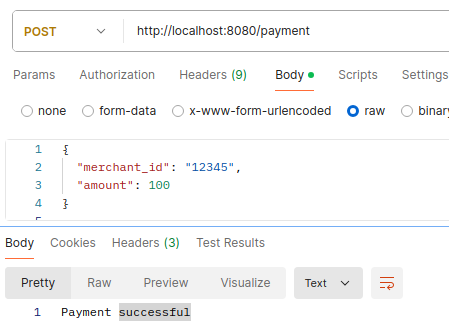 POST http://localhost:8080/payment
Params Authorization Headers (9) Body Scripts Settings
none form-data x-www-form-urlencoded raw binary
1 {
2 "merchant_id": "12345",
3 "amount": 100
4 }
Body Cookies Headers (3) Test Results
Pretty Raw Preview Visualize Text
1 Payment successful